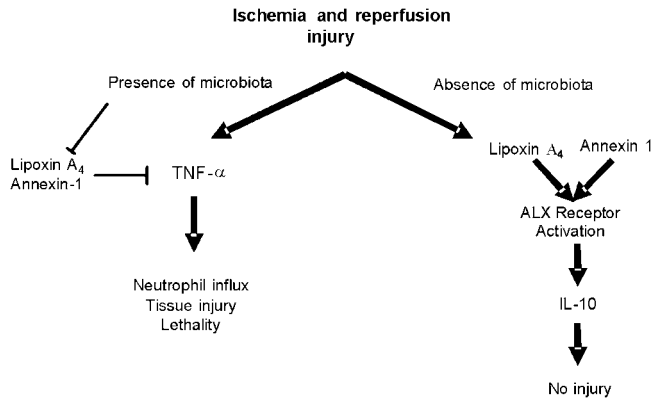 Ischemia and reperfusion
injury
Presence of microbiota
Absence of microbiota
Lipoxin A4
Annexin-1
TNF-α
Neutrophil influx
Tissue injury
Lethality
Lipoxin A4
Annexin 1
ALX Receptor
Activation
IL-10
No injury